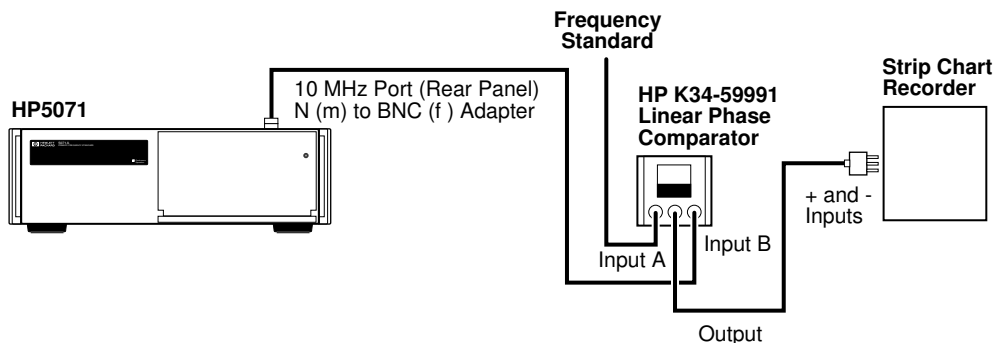 Frequency
Standard
10 MHz Port (Rear Panel)
N (m) to BNC (f ) Adapter
HP5071
HP K34-59991
Linear Phase
Comparator
Strip Chart
Recorder
+ and -
Inputs
Input A
Input B
Output